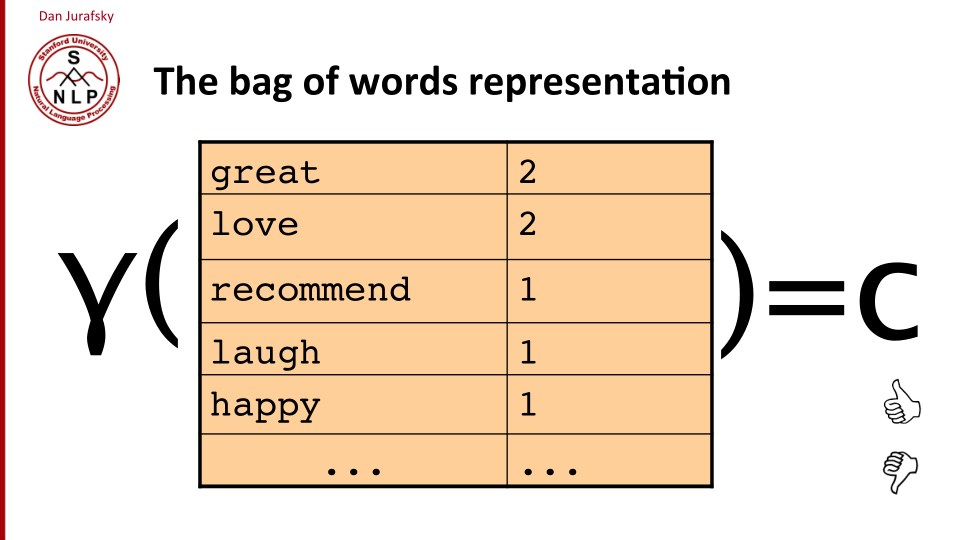 Dan Jurafsky
Stanford University
S
NLP
Natural Language Processing
The bag of words representation
γ( )=c
great 2
love 2
recommend 1
laugh 1
happy 1
... ...